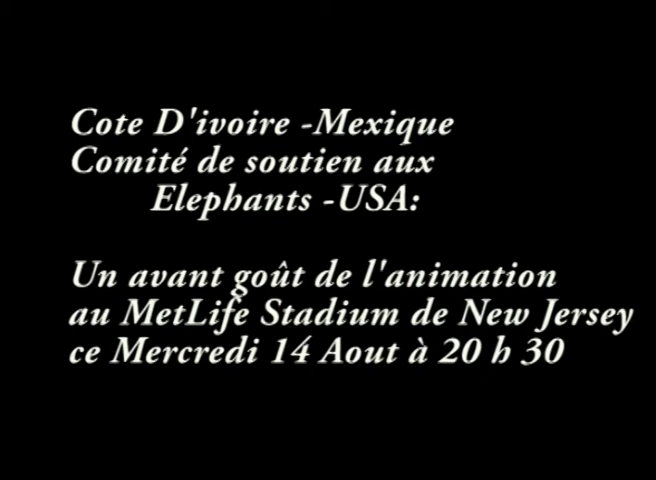 Cote D'ivoire -Mexique
Comité de soutien aux
Elephants -USA:
Un avant goût de l'animation
au MetLife Stadium de New Jersey
ce Mercredi 14 Aout à 20 h 30